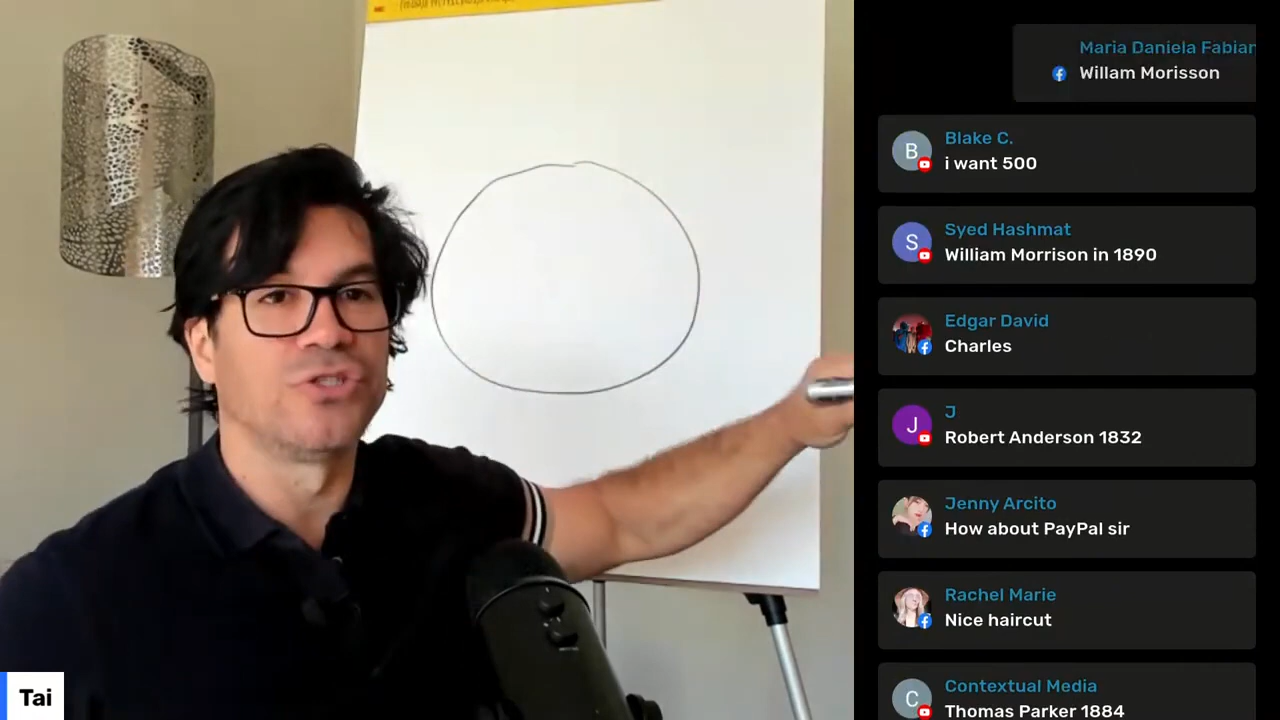 Maria Daniela Fabian
Willam Morisson
B
Blake C.
i want 500
S
Syed Hashmat
William Morrison in 1890
Edgar David
Charles
J
J
Robert Anderson 1832
Jenny Arcito
How about PayPal sir
Rachel Marie
Nice haircut
C
Contextual Media
Thomas Parker 1884
Tai